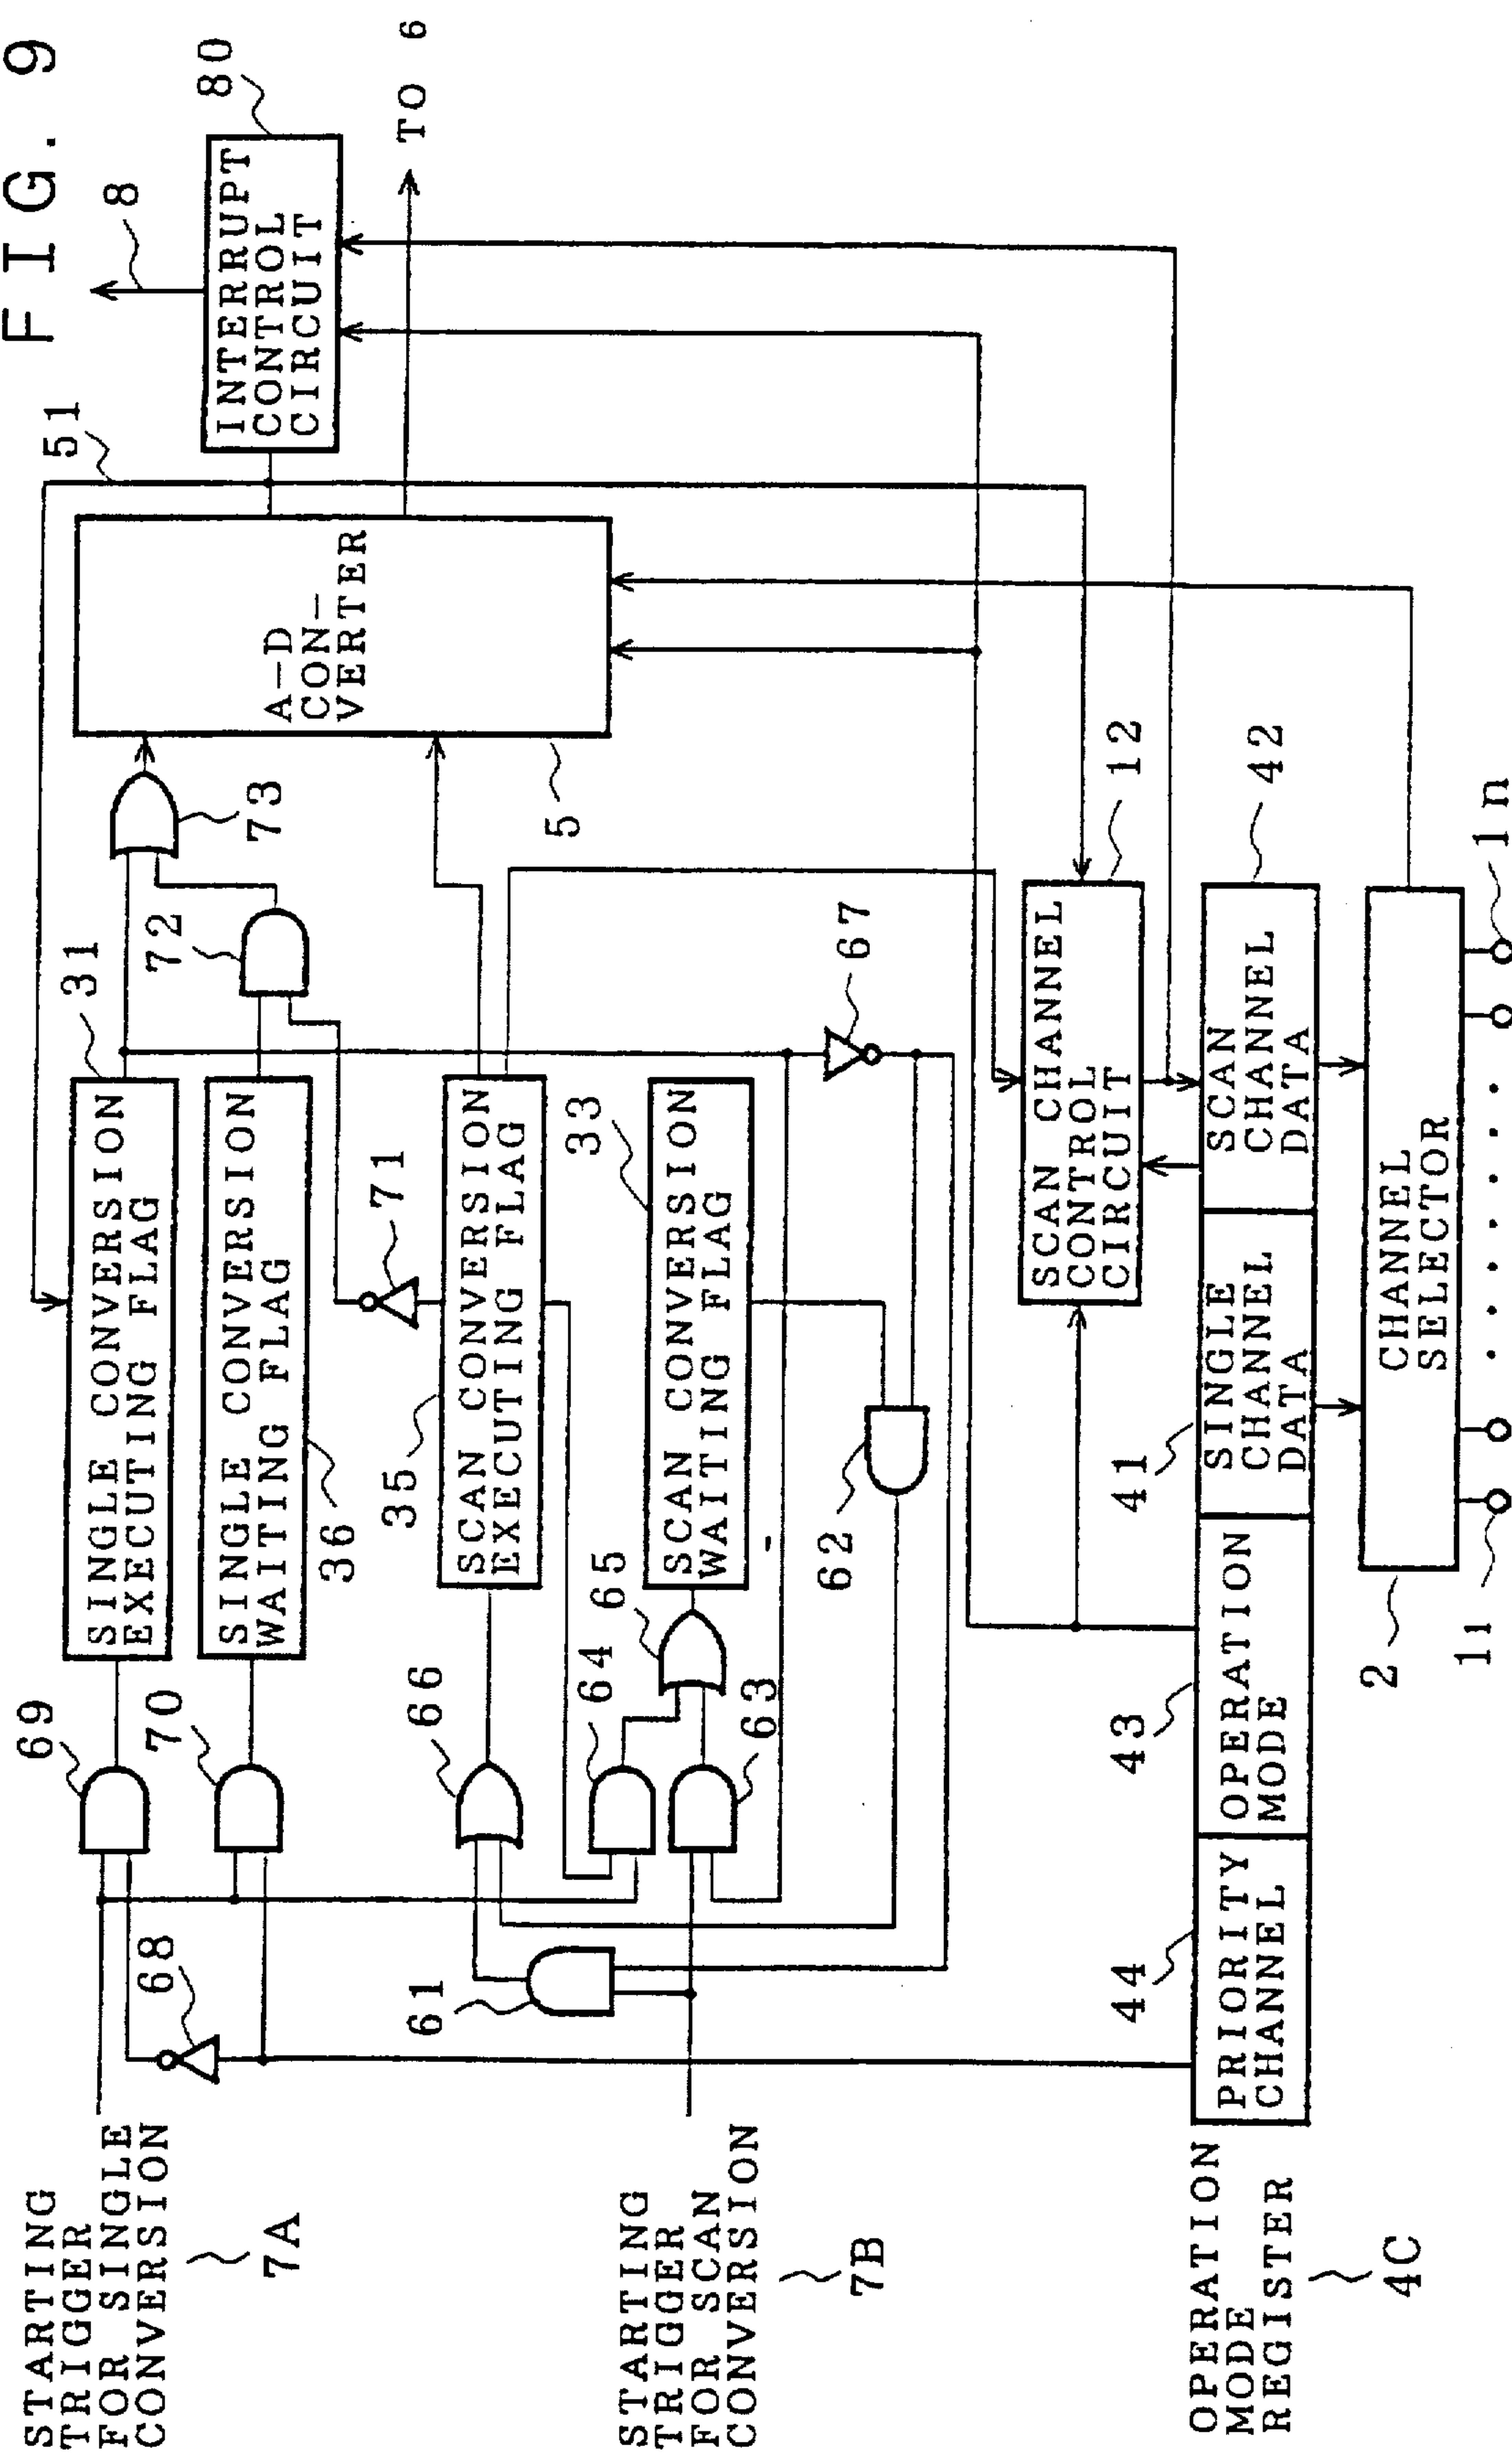 FIG. 9
STARTING
TRIGGER
FOR SINGLE
CONVERSION
7A
69
68
70
SINGLE CONVERSION
EXECUTING FLAG
31
SINGLE CONVERSION
WAITING FLAG
36
72
73
71
51
A-D
CON-
VERTER
5
INTERRUPT
CONTROL
CIRCUIT
80
8
TO 6
66
61
35
SCAN CONVERSION
EXECUTING FLAG
64
65
63
SCAN CONVERSION
WAITING FLAG
33
62
67
STARTING
TRIGGER
FOR SCAN
CONVERSION
7B
SCAN CHANNEL
CONTROL
CIRCUIT
12
OPERATION
MODE
REGISTER
4C
44
PRIORITY
CHANNEL
43
OPERATION
MODE
41
SINGLE
CHANNEL
DATA
SCAN
CHANNEL
DATA
42
2
CHANNEL
SELECTOR
11
1n